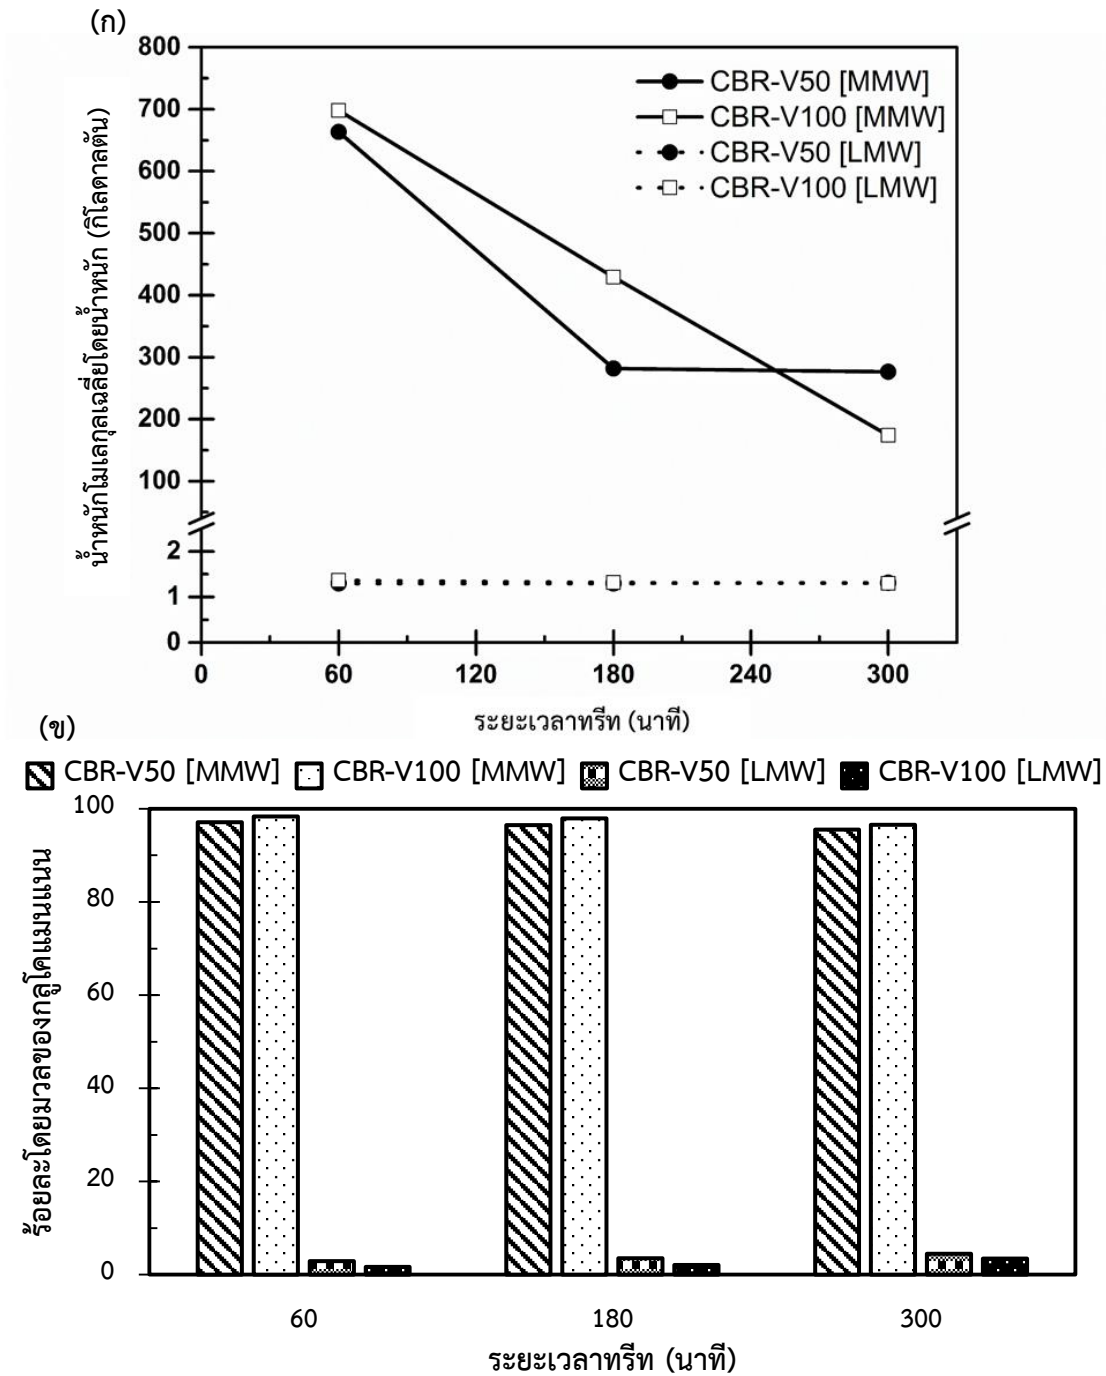 (ก)
น้ำหนักโมเลกุลเฉลี่ยโดยน้ำหนัก (กิโลดาลตัน)
800
700
600
500
400
300
200
100
2
1
0
CBR-V50 [MMW]
CBR-V100 [MMW]
CBR-V50 [LMW]
CBR-V100 [LMW]
0 60 120 180 240 300
ระยะเวลาทรีท (นาที)
(ข)
CBR-V50 [MMW] CBR-V100 [MMW] CBR-V50 [LMW] CBR-V100 [LMW]
ร้อยละโดยมวลของกลูโคแมนแนน
100
80
60
40
20
0
60 180 300
ระยะเวลาทรีท (นาที)